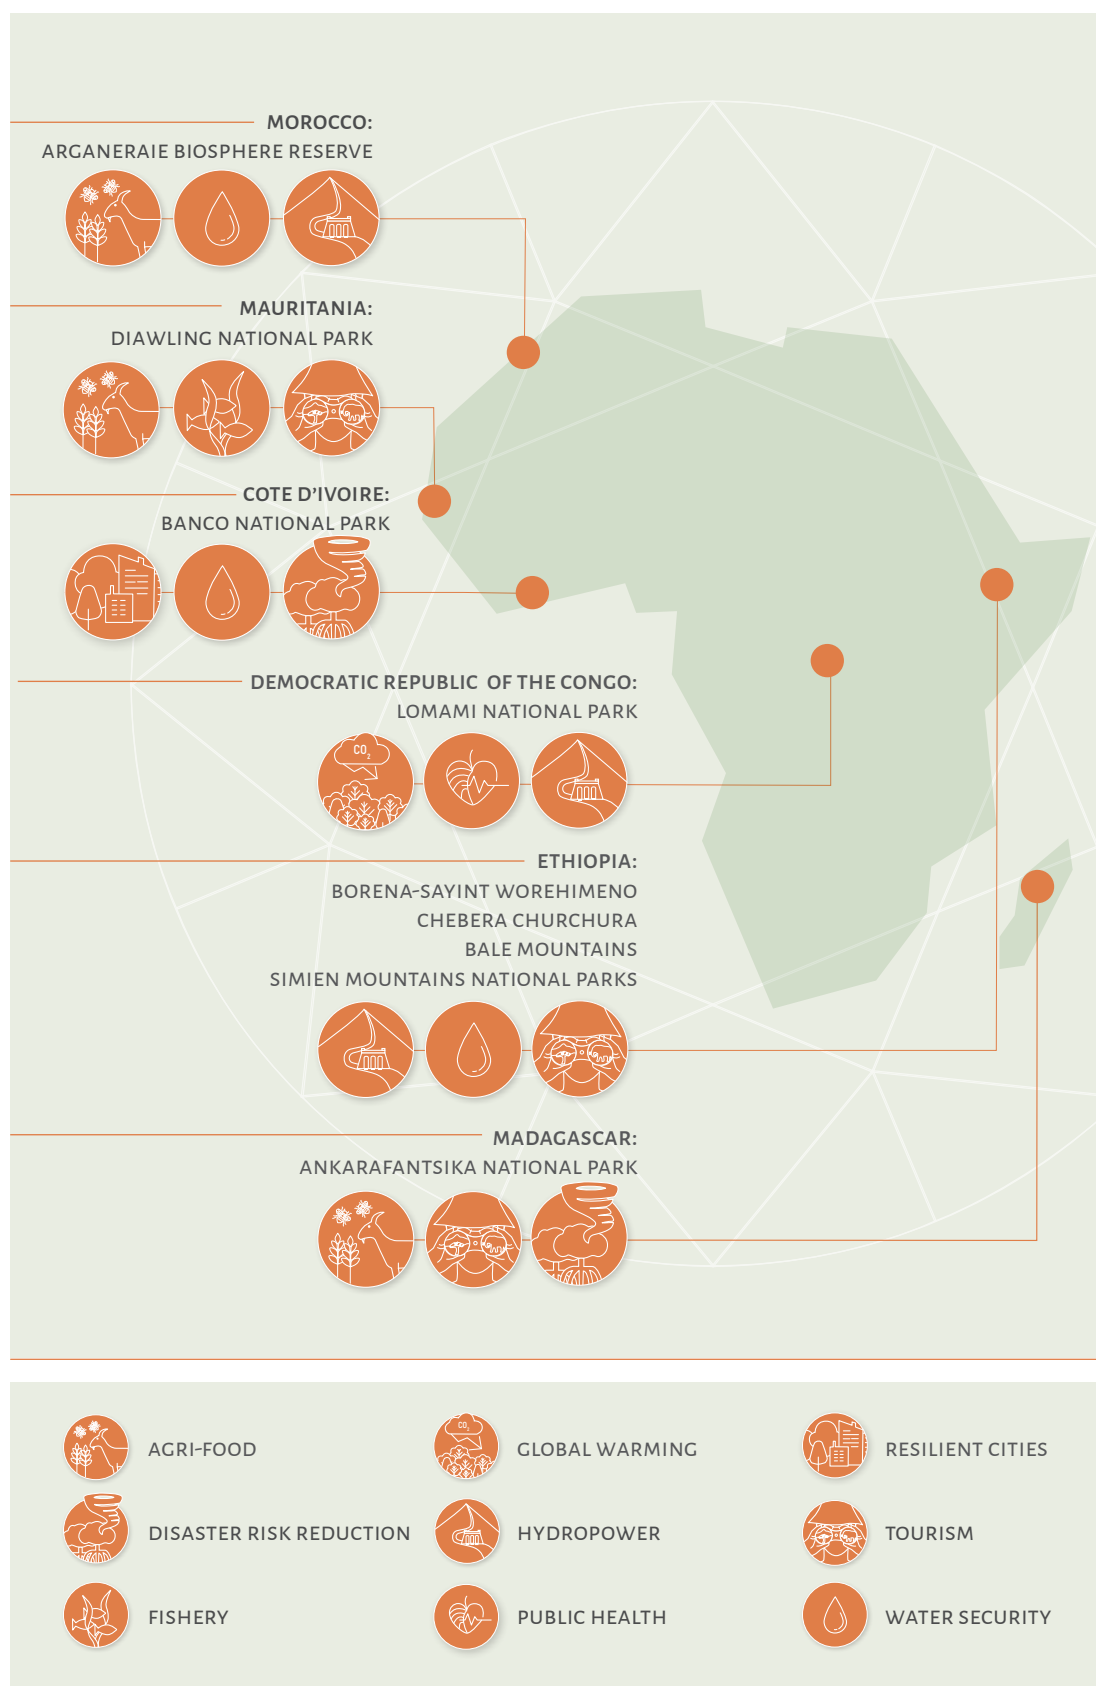 MOROCCO:
ARGANERAIE BIOSPHERE RESERVE
MAURITANIA:
DIAWLING NATIONAL PARK
COTE D'IVOIRE:
BANCO NATIONAL PARK
DEMOCRATIC REPUBLIC OF THE CONGO:
LOMAMI NATIONAL PARK
CO2
ETHIOPIA:
BORENA-SAYINT WOREHIMENO
CHEBERA CHURCHURA
BALE MOUNTAINS
SIMIEN MOUNTAINS NATIONAL PARKS
MADAGASCAR:
ANKARAFANTSIKA NATIONAL PARK
AGRI-FOOD
CO2
GLOBAL WARMING
RESILIENT CITIES
DISASTER RISK REDUCTION
HYDROPOWER
TOURISM
FISHERY
PUBLIC HEALTH
WATER SECURITY